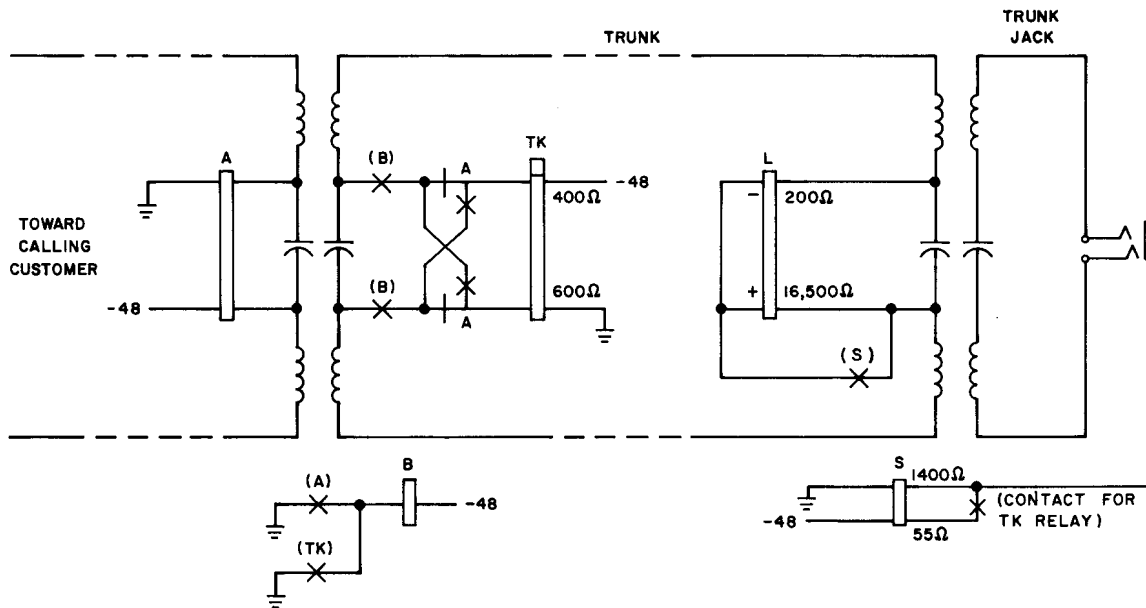 TRUNK
TRUNK
JACK
A
(B)
A
TK
-48
400Ω
L
-
200Ω
TOWARD
CALLING
CUSTOMER
-48
(B)
A
600Ω
+
16,500Ω
(S)
(A)
B
-48
(TK)
S
1400Ω
-48
55Ω
(CONTACT FOR
TK RELAY)